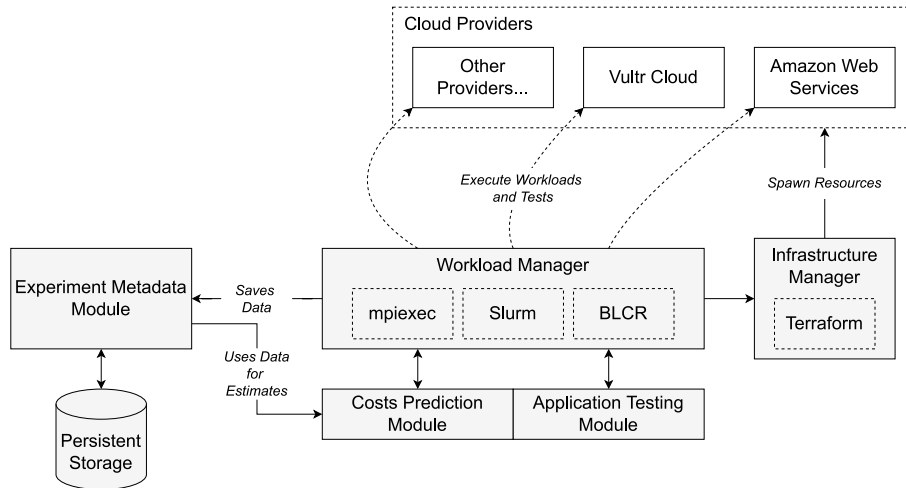 Cloud Providers
Other
Providers...
Vultr Cloud
Amazon Web
Services
Execute Workloads
and Tests
Spawn Resources
Experiment Metadata
Module
Saves
Data
Workload Manager
mpiexec
Slurm
BLCR
Infrastructure
Manager
Terraform
Uses Data
for
Estimates
Costs Prediction
Module
Application Testing
Module
Persistent
Storage